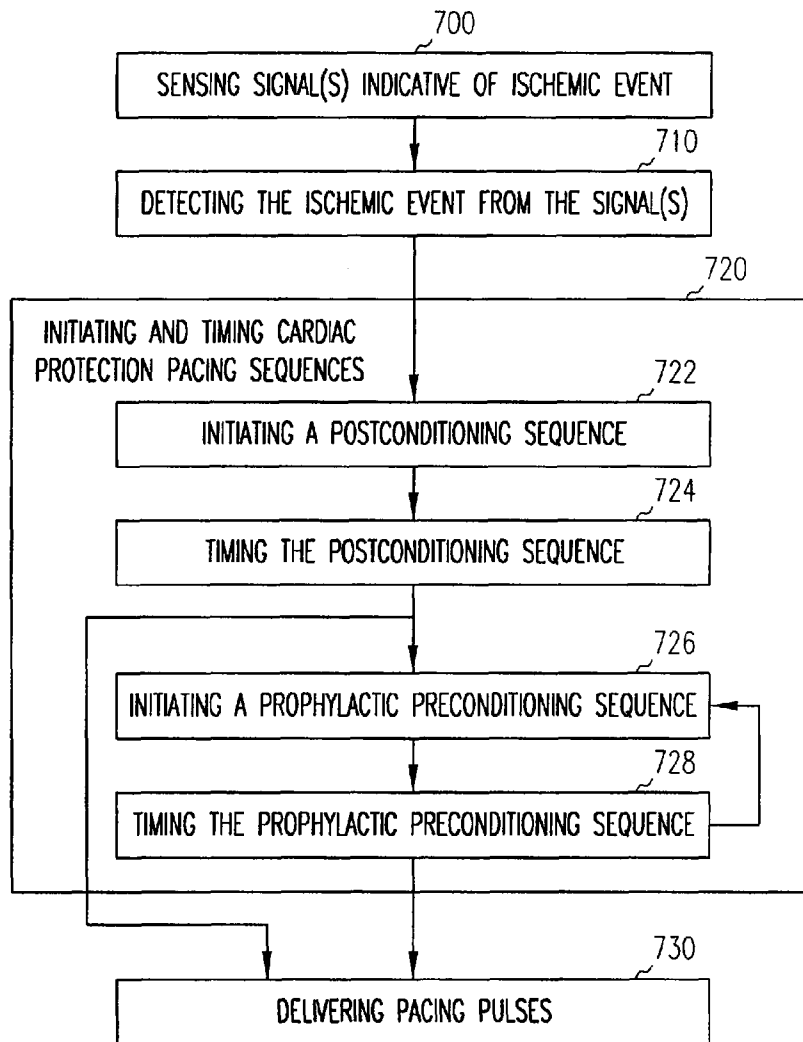 700
SENSING SIGNAL(S) INDICATIVE OF ISCHEMIC EVENT
710
DETECTING THE ISCHEMIC EVENT FROM THE SIGNAL(S)
720
INITIATING AND TIMING CARDIAC
PROTECTION PACING SEQUENCES
722
INITIATING A POSTCONDITIONING SEQUENCE
724
TIMING THE POSTCONDITIONING SEQUENCE
726
INITIATING A PROPHYLACTIC PRECONDITIONING SEQUENCE
728
TIMING THE PROPHYLACTIC PRECONDITIONING SEQUENCE
730
DELIVERING PACING PULSES